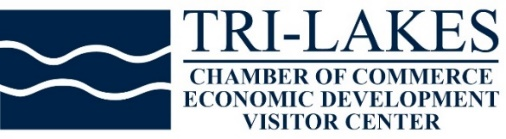 TRI-LAKES
CHAMBER OF COMMERCE
ECONOMIC DEVELOPMENT
VISITOR CENTER